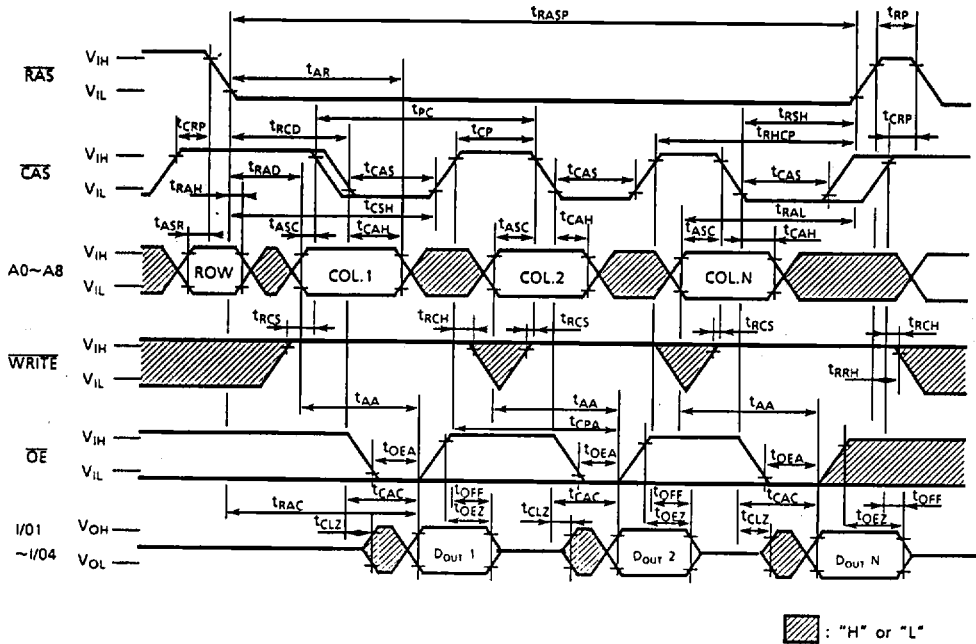 tRASP tRP
RAS VIH
VIL
tAR
tPC tRSH tCRP
tCRP tRCD tCP tRHCP
CAS VIH
VIL
tCAS tCAS tCAS
tRAH tRAD
tCSH tRAL
tASR tASC tCAH tASC tCAH tASC tCAH
A0~A8 VIH
VIL
ROW COL.1 COL.2 COL.N
tRCS tRCH tRCS tRCS tRCH
WRITE VIH
VIL
tRRH
tAA tAA tAA
tCPA
OE VIH
VIL
tOEA tOEA tOEA
tCAC tOFF tCAC tOFF tCAC tOFF
tRAC tOEZ tOEZ tOEZ
tCLZ tCLZ tCLZ
I/01 ~I/04 VOH
VOL
DOUT 1 DOUT 2 DOUT N
: "H" or "L"